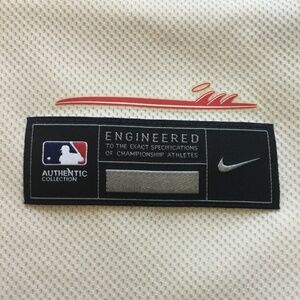 ENGINEERED
TO THE EXACT SPECIFICATIONS
OF CHAMPIONSHIP ATHLETES
AUTHENTIC
COLLECTION